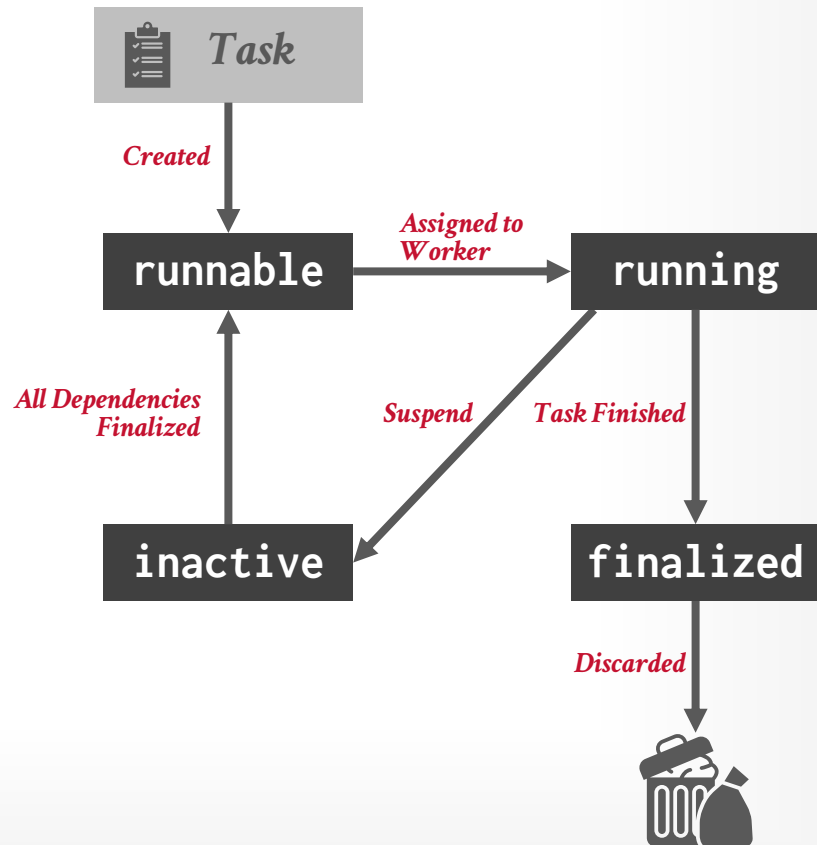 Task
Created
Assigned to
Worker
runnable
running
All Dependencies
Finalized
Suspend
Task Finished
inactive
finalized
Discarded